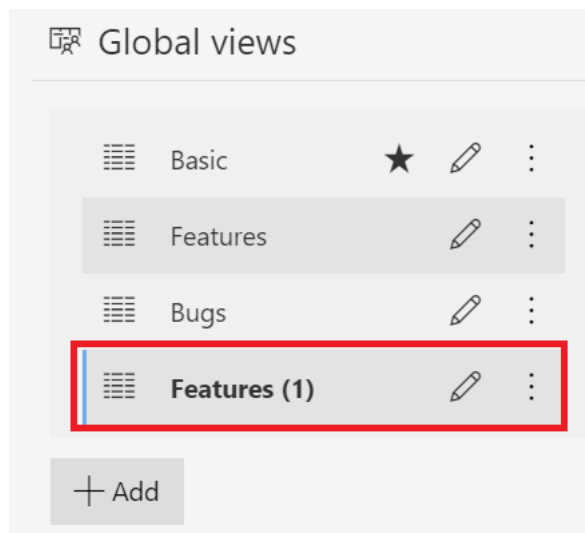 Global views
Basic
Features
Bugs
Features (1)
Add